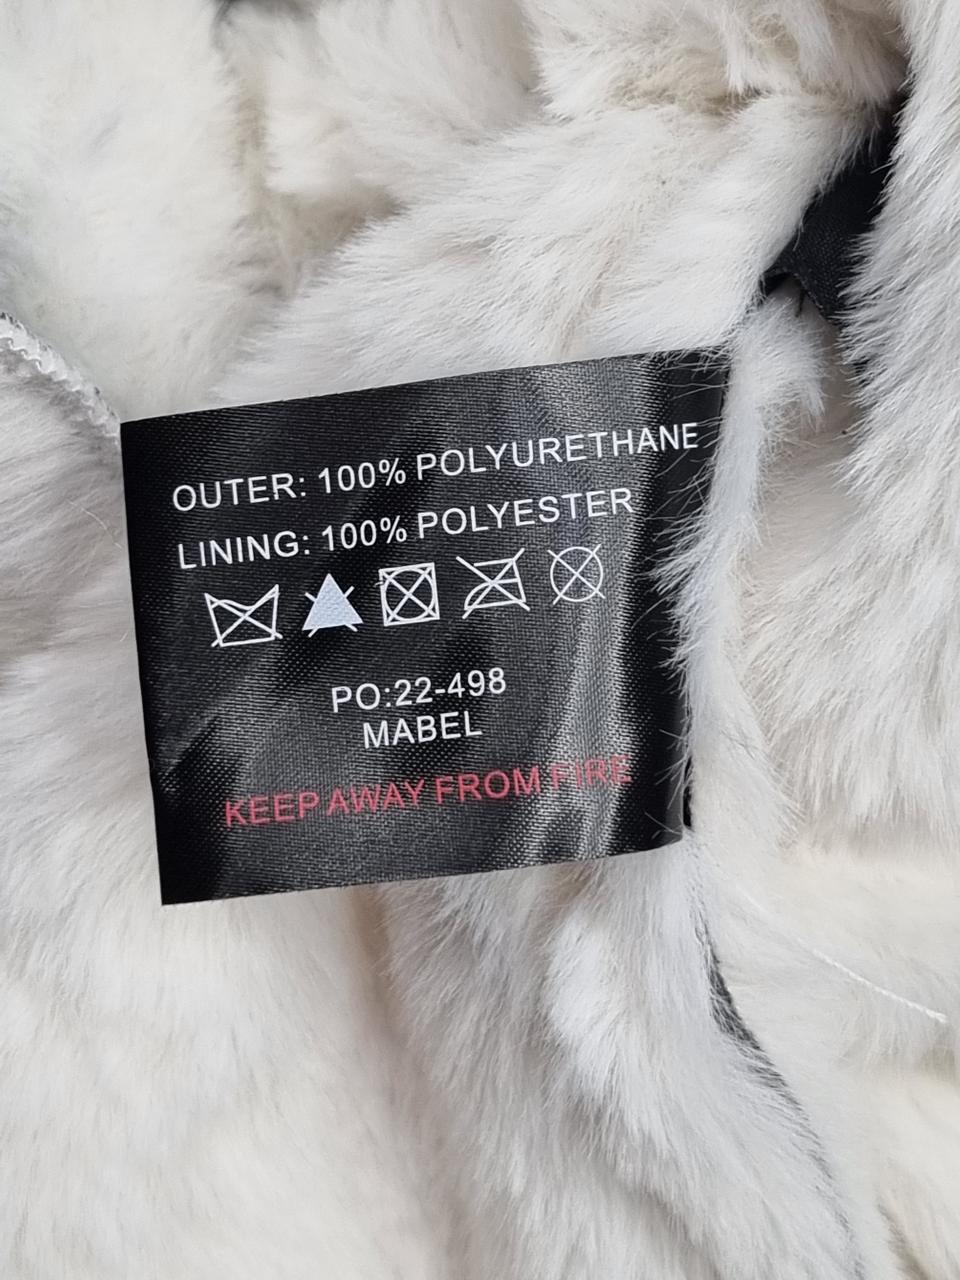 OUTER: 100% POLYURETHANE
LINING: 100% POLYESTER
PO:22-498
MABEL
KEEP AWAY FROM FIRE